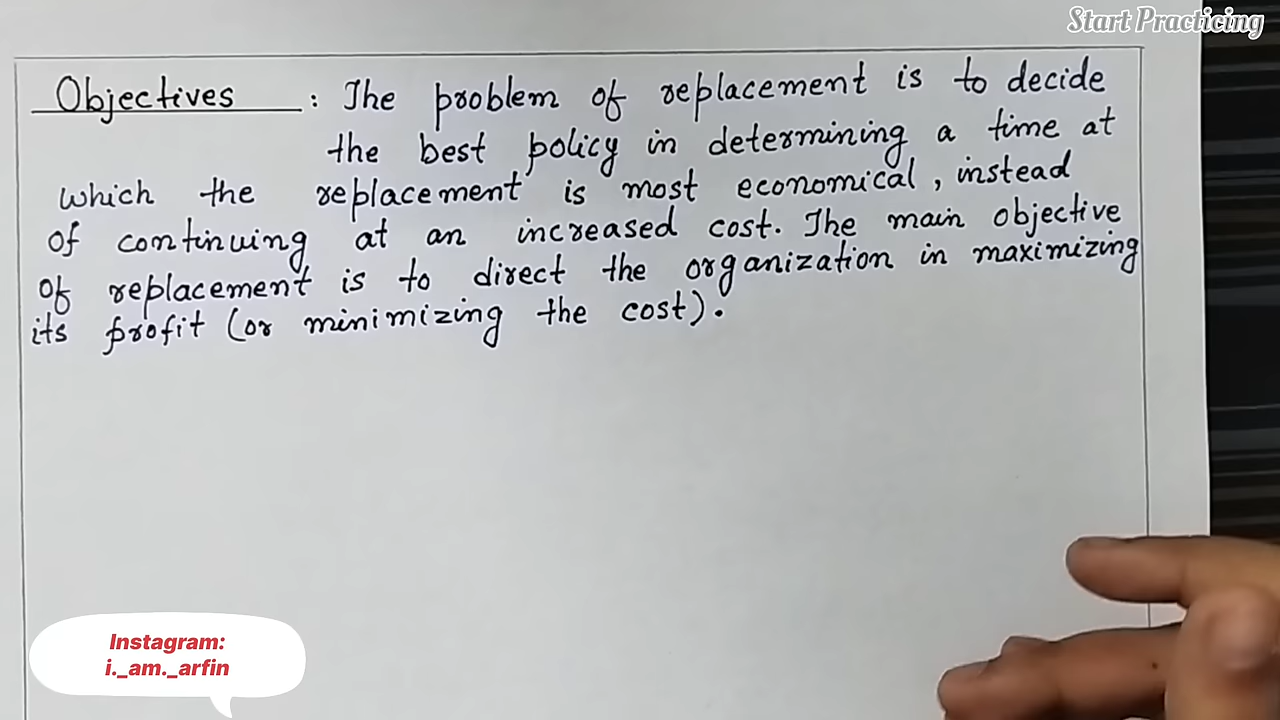 Start Practicing
Objectives : The problem of replacement is to decide
the best policy in determining a time at
which the replacement is most economical, instead
of continuing at an increased cost. The main objective
of replacement is to direct the organization in maximizing
its profit (or minimizing the cost).
Instagram:
i._am._arfin